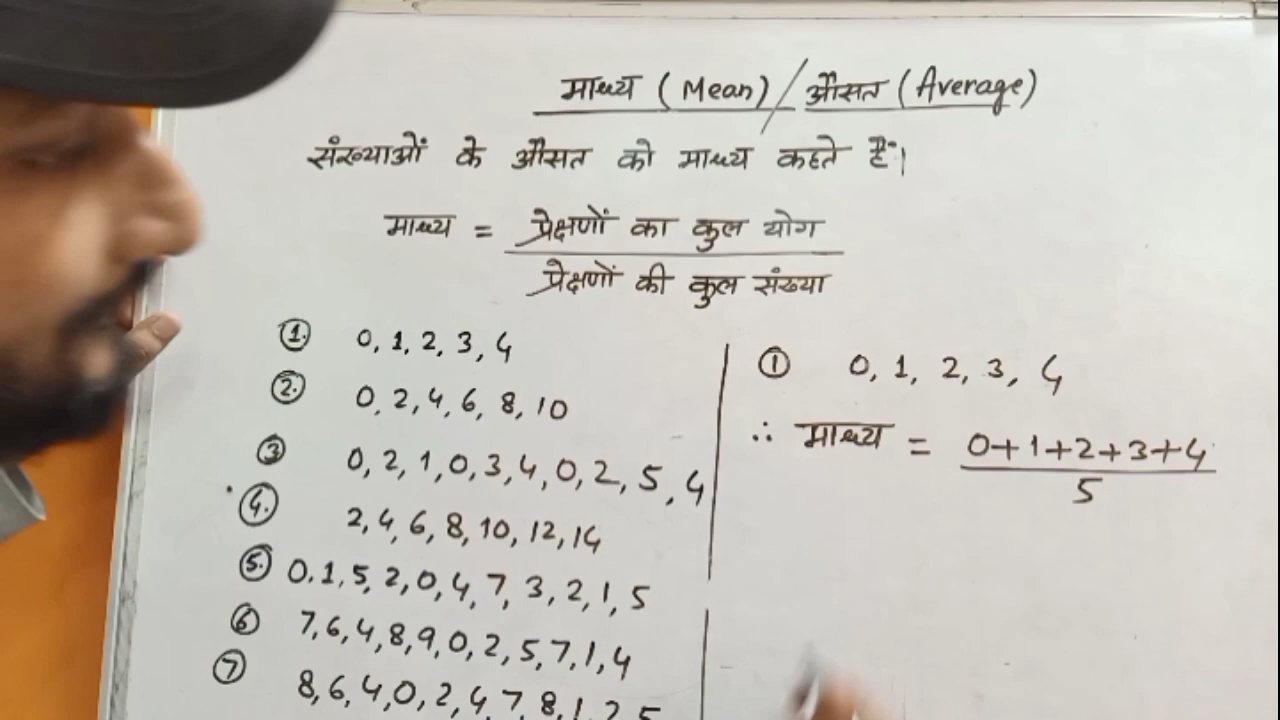 माध्य (Mean) / औसत (Average)
संख्याओं के औसत को माध्य कहते हैं।
माध्य = प्रेक्षणों का कुल योग
प्रेक्षणों की कुल संख्या
1. 0, 1, 2, 3, 4
2. 0, 2, 4, 6, 8, 10
3 0, 2, 1, 0, 3, 4, 0, 2, 5, 4
4. 2, 4, 6, 8, 10, 12, 14
5. 0, 1, 5, 2, 0, 4, 7, 3, 2, 1, 5
6 7, 6, 4, 8, 9, 0, 2, 5, 7, 1, 4
7 8, 6, 4, 0, 2, 4, 7, 8, 1, 2, 5
1 0, 1, 2, 3, 4
∴ माध्य = 0+1+2+3+4
5